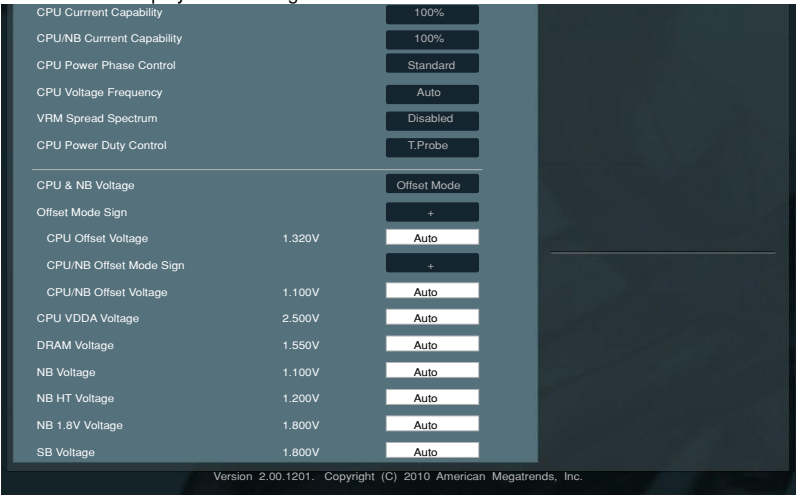 CPU Currrent Capability 100%
CPU/NB Currrent Capability 100%
CPU Power Phase Control Standard
CPU Voltage Frequency Auto
VRM Spread Spectrum Disabled
CPU Power Duty Control T.Probe
CPU & NB Voltage Offset Mode
Offset Mode Sign +
CPU Offset Voltage 1.320V Auto
CPU/NB Offset Mode Sign +
CPU/NB Offset Voltage 1.100V Auto
CPU VDDA Voltage 2.500V Auto
DRAM Voltage 1.550V Auto
NB Voltage 1.100V Auto
NB HT Voltage 1.200V Auto
NB 1.8V Voltage 1.800V Auto
SB Voltage 1.800V Auto
Version 2.00.1201. Copyright (C) 2010 American Megatrends, Inc.